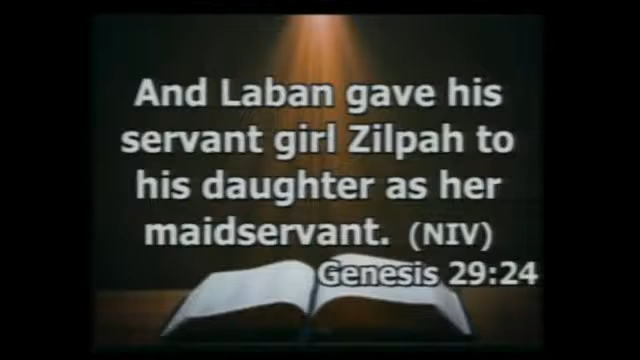 And Laban gave his
servant girl Zilpah to
his daughter as her
maidservant. (NIV)
Genesis 29:24